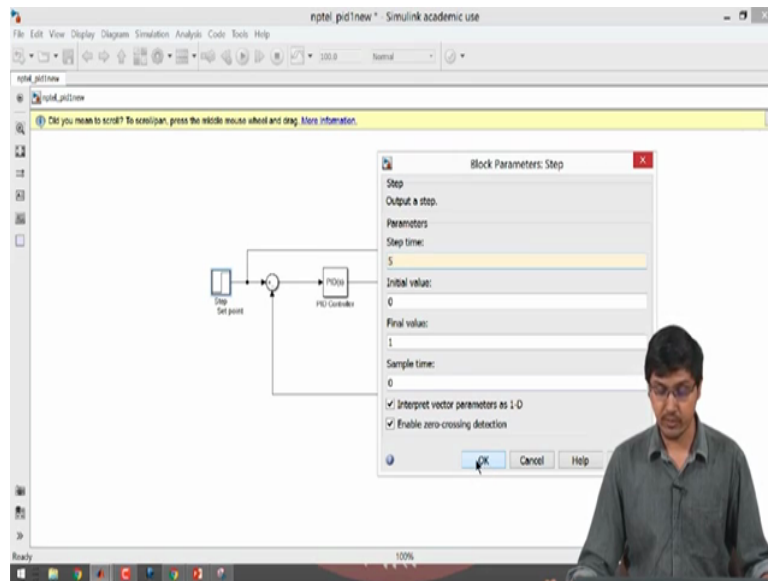 nptel_pid1new * - Simulink academic use
File Edit View Display Diagram Simulation Analysis Code Tools Help
100.0 Normal
nptel_pid1new
nptel_pid1new
Did you mean to scroll? To scroll/pan, press the middle mouse wheel and drag. More information.
Block Parameters: Step
Step
Output a step.
Parameters
Step time:
5
Initial value:
0
Final value:
1
Sample time:
0
Interpret vector parameters as 1-D
Enable zero-crossing detection
OK Cancel Help
Step
Set point
PID(s)
PID Controller
Ready 100%